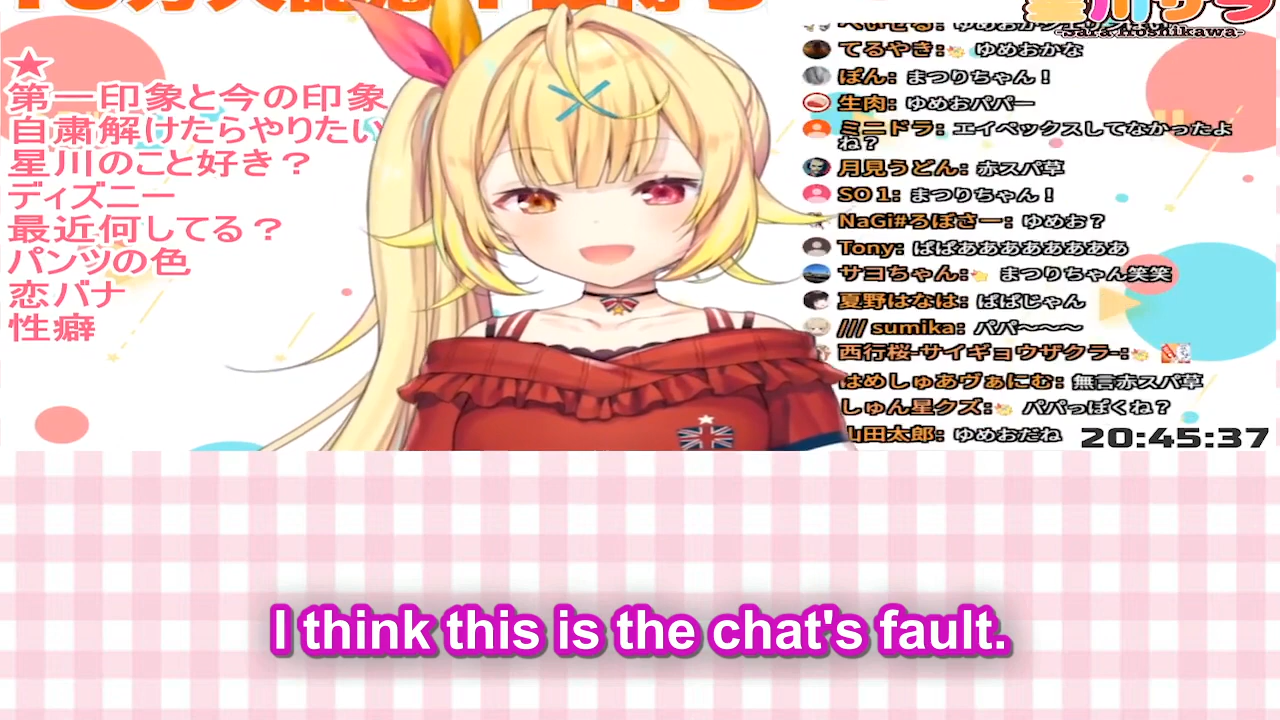 星川サラ
-Sara Hoshikawa-
★
第一印象と今の印象
自粛解けたらやりたい
星川のこと好き？
ディズニー
最近何してる？
パンツの色
恋バナ
性癖
てるやき: ゆめおかな
ぽん: まつりちゃん！
生肉: ゆめおパパー
ミニドラ: エイペックスしてなかったよ
ね？
月見うどん: 赤スパ草
SO 1: まつりちゃん！
NaGi#ろぼさー: ゆめお？
Tony: ぱぱあああああああああ
サヨちゃん: まつりちゃん笑笑
夏野はなは: ぱぱじゃん
/// sumika: パパ〜〜〜
西行桜-サイギョウザクラ-:
はめしゅあヴぁにむ: 無言赤スパ草
しゅん星クズ: パパっぽくね？
山田太郎: ゆめおだね
20:45:37
I think this is the chat's fault.